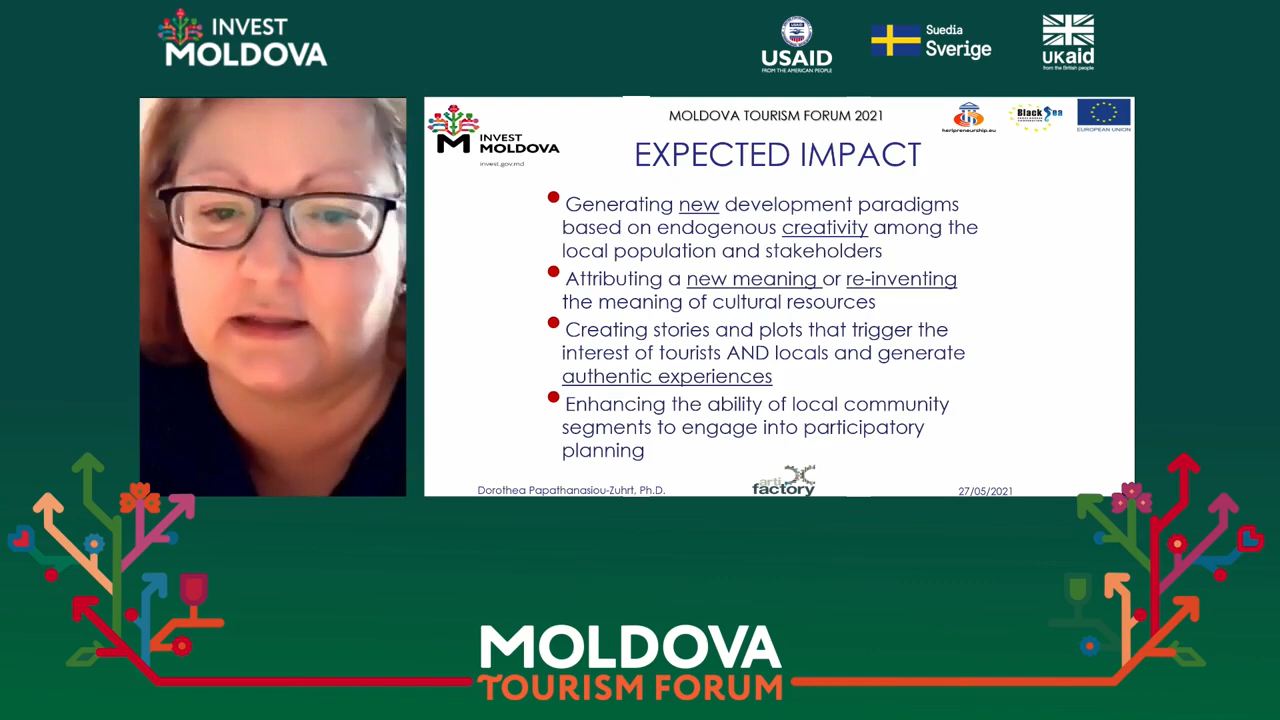 INVEST
MOLDOVA
USAID
FROM THE AMERICAN PEOPLE
Suedia
Sverige
UKaid
from the British people
INVEST
MOLDOVA
invest.gov.md
MOLDOVA TOURISM FORUM 2021
heripreneurship.eu
Black Sea
EUROPEAN UNION
EXPECTED IMPACT
Generating new development paradigms
based on endogenous creativity among the
local population and stakeholders
Attributing a new meaning or re-inventing
the meaning of cultural resources
Creating stories and plots that trigger the
interest of tourists AND locals and generate
authentic experiences
Enhancing the ability of local community
segments to engage into participatory
planning
Dorothea Papathanasiou-Zuhrt, Ph.D.
arti
factory
27/05/2021
MOLDOVA
TOURISM FORUM